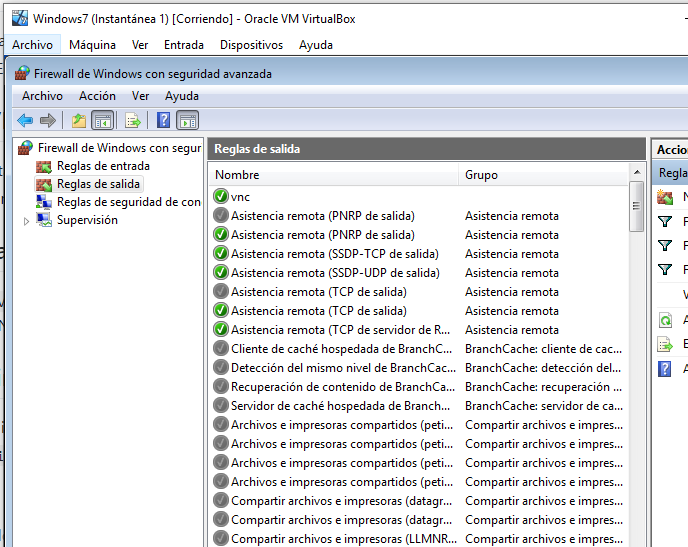 Windows7 (Instantánea 1) [Corriendo] - Oracle VM VirtualBox
Archivo Máquina Ver Entrada Dispositivos Ayuda
Firewall de Windows con seguridad avanzada
Archivo Acción Ver Ayuda
Firewall de Windows con segur
Reglas de entrada
Reglas de salida
Reglas de seguridad de con
Supervisión
Reglas de salida
Nombre Grupo
vnc
Asistencia remota (PNRP de salida) Asistencia remota
Asistencia remota (PNRP de salida) Asistencia remota
Asistencia remota (SSDP-TCP de salida) Asistencia remota
Asistencia remota (SSDP-UDP de salida) Asistencia remota
Asistencia remota (TCP de salida) Asistencia remota
Asistencia remota (TCP de salida) Asistencia remota
Asistencia remota (TCP de servidor de R... Asistencia remota
Cliente de caché hospedada de BranchC... BranchCache: cliente de cac...
Detección del mismo nivel de BranchCac... BranchCache: detección del...
Recuperación de contenido de BranchCa... BranchCache: recuperación ...
Servidor de caché hospedada de Branch... BranchCache: servidor de ca...
Archivos e impresoras compartidos (peti... Compartir archivos e impres...
Archivos e impresoras compartidos (peti... Compartir archivos e impres...
Archivos e impresoras compartidos (peti... Compartir archivos e impres...
Archivos e impresoras compartidos (peti... Compartir archivos e impres...
Compartir archivos e impresoras (datagr... Compartir archivos e impres...
Compartir archivos e impresoras (datagr... Compartir archivos e impres...
Compartir archivos e impresoras (LLMNR... Compartir archivos e impres...
Accion
Regla